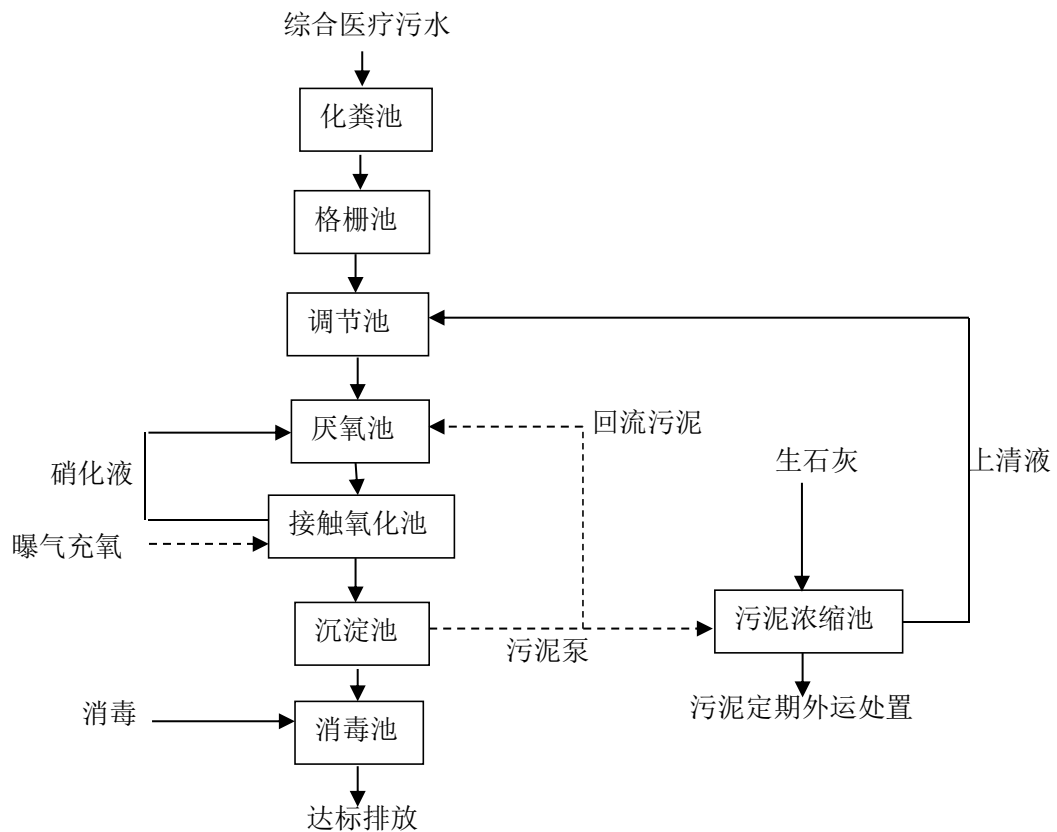 综合医疗污水
化粪池
格栅池
调节池
厌氧池
回流污泥
生石灰
上清液
硝化液
接触氧化池
曝气充氧
沉淀池
污泥浓缩池
污泥泵
污泥定期外运处置
消毒
消毒池
达标排放